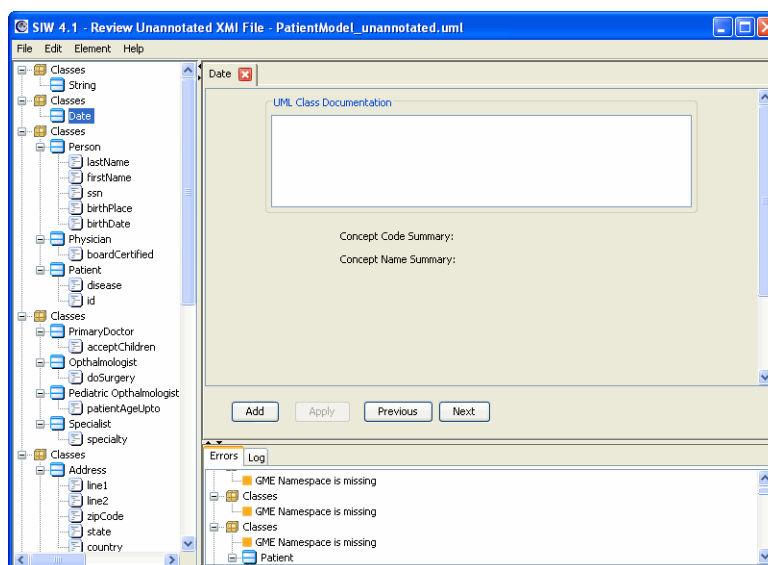 SIW 4.1 - Review Unannotated XMI File - PatientModel_unannotated.uml
File Edit Element Help
Classes
String
Classes
Date
Classes
Person
lastName
firstName
ssn
birthPlace
birthDate
Physician
boardCertified
Patient
disease
id
Classes
PrimaryDoctor
acceptChildren
Opthalmologist
doSurgery
Pediatric Opthalmologist
patientAgeUpto
Specialist
specialty
Classes
Address
line1
line2
zipCode
state
country
Date
UML Class Documentation
Concept Code Summary:
Concept Name Summary:
Add Apply Previous Next
Errors Log
GME Namespace is missing
Classes
GME Namespace is missing
Classes
GME Namespace is missing
Patient